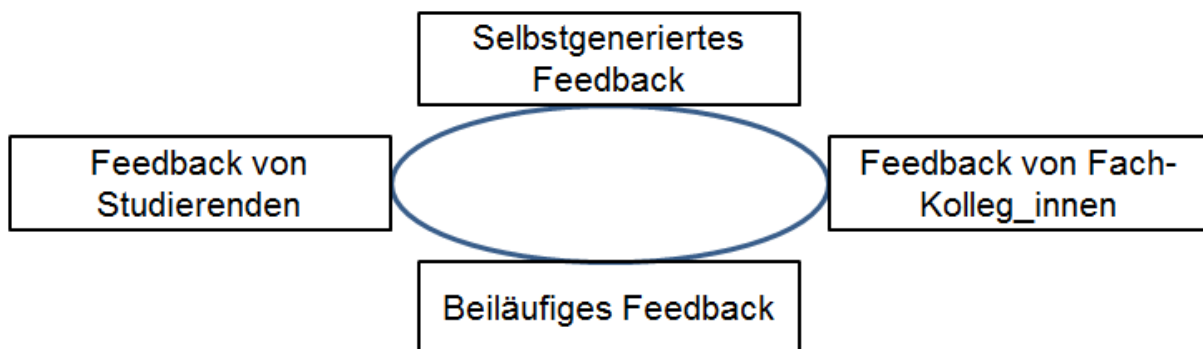 Selbstgeneriertes
Feedback
Feedback von
Studierenden
Feedback von Fach-
Kolleg_innen
Beiläufiges Feedback